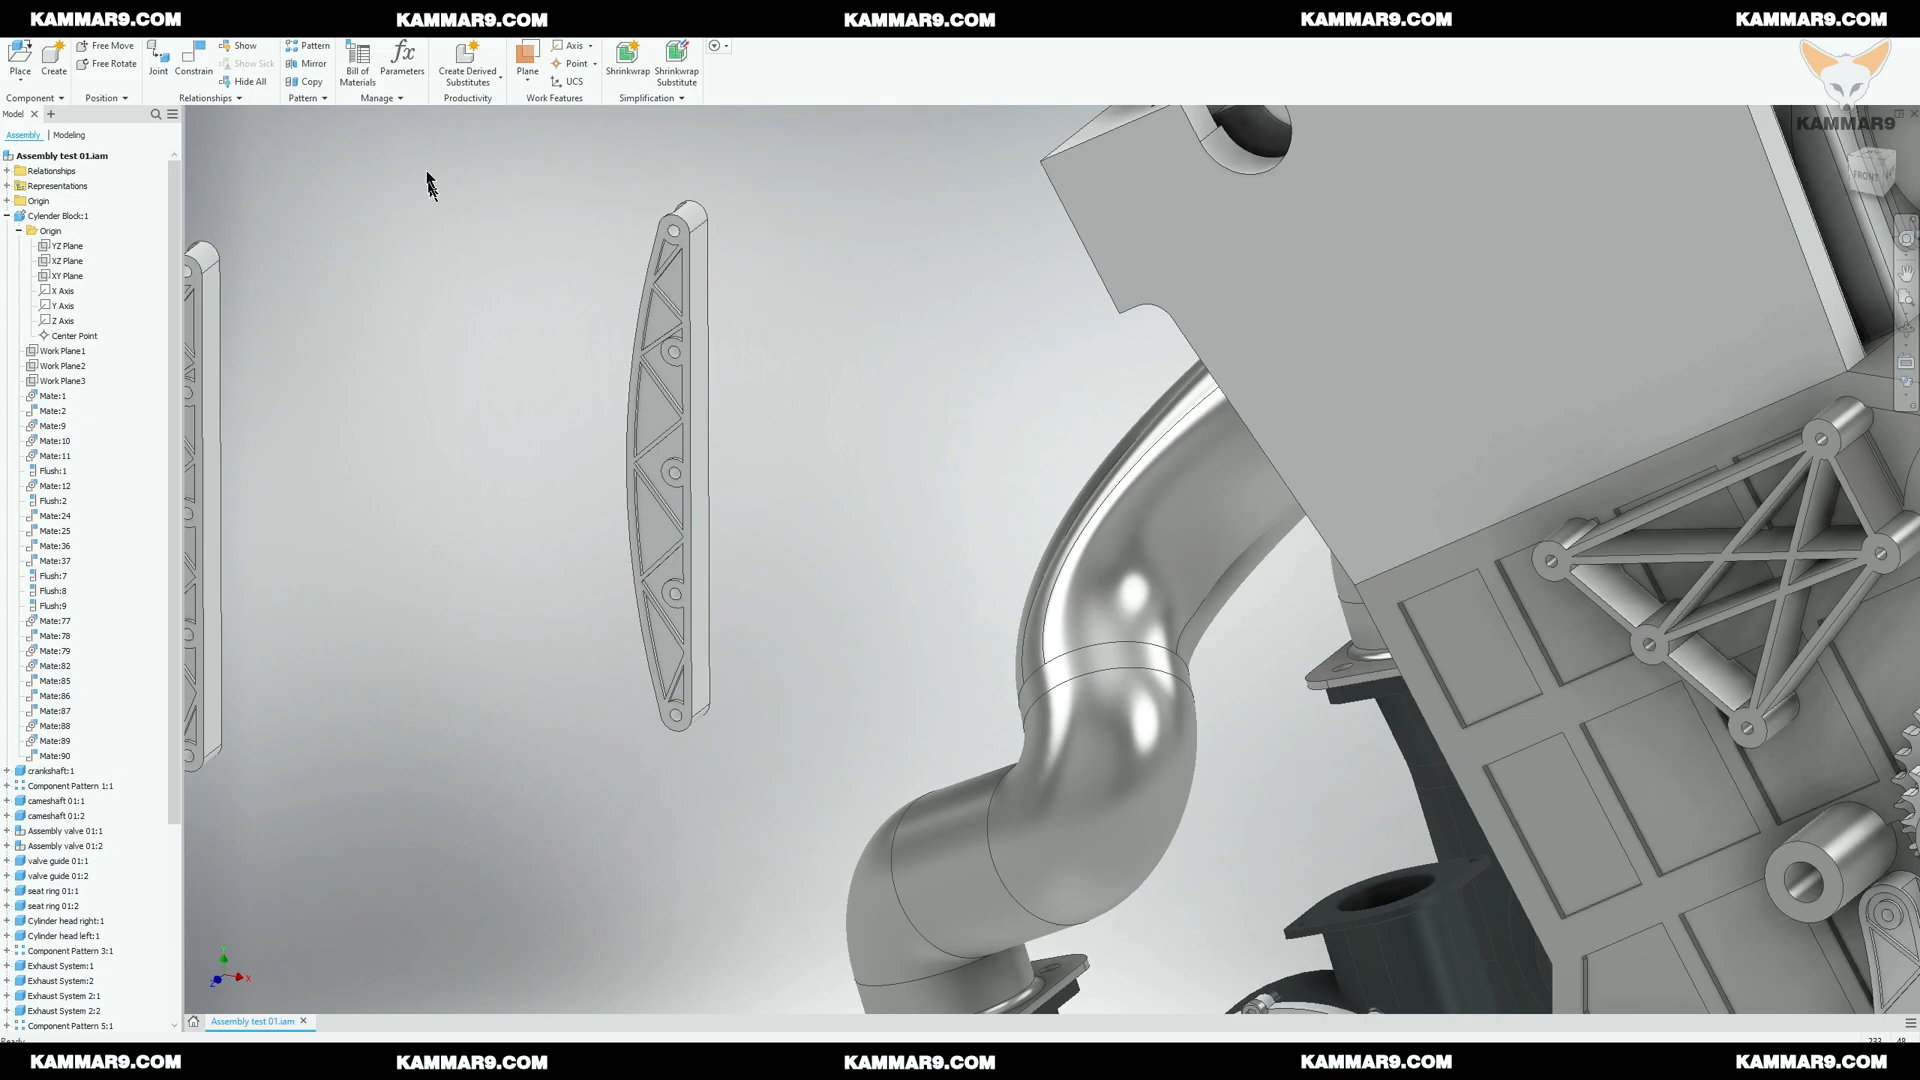 KAMMAR9.COM KAMMAR9.COM KAMMAR9.COM KAMMAR9.COM KAMMAR9.COM
Place Create Free Move Free Rotate Joint Constrain Show Show Sick Hide All Pattern Mirror Copy Bill of Materials Parameters Create Derived Substitutes Plane Axis Point UCS Shrinkwrap Shrinkwrap Substitute
Component Position Relationships Pattern Manage Productivity Work Features Simplification
KAMMAR9
FRONT
Model
Assembly Modeling
Assembly test 01.iam
Relationships
Representations
Origin
Cylender Block:1
Origin
YZ Plane
XZ Plane
XY Plane
X Axis
Y Axis
Z Axis
Center Point
Work Plane1
Work Plane2
Work Plane3
Mate:1
Mate:2
Mate:9
Mate:10
Mate:11
Flush:1
Mate:12
Flush:2
Mate:24
Mate:25
Mate:36
Mate:37
Flush:7
Flush:8
Flush:9
Mate:77
Mate:78
Mate:79
Mate:82
Mate:85
Mate:86
Mate:87
Mate:88
Mate:89
Mate:90
crankshaft:1
Component Pattern 1:1
cameshaft 01:1
cameshaft 01:2
Assembly valve 01:1
Assembly valve 01:2
valve guide 01:1
valve guide 01:2
seat ring 01:1
seat ring 01:2
Cylinder head right:1
Cylinder head left:1
Component Pattern 3:1
Exhaust System:1
Exhaust System:2
Exhaust System 2:1
Exhaust System 2:2
Component Pattern 5:1
Y
Z X
Assembly test 01.iam
Ready 233 48
KAMMAR9.COM KAMMAR9.COM KAMMAR9.COM KAMMAR9.COM KAMMAR9.COM